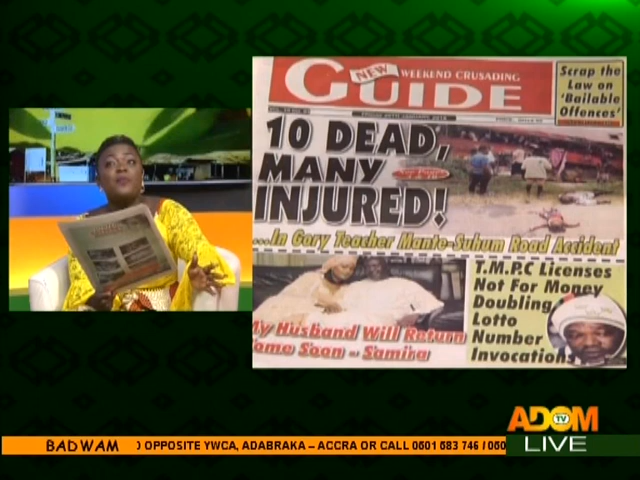 NEW WEEKEND CRUSADING
GUIDE
Scrap the
Law on
'Bailable
Offences'
10 DEAD,
MANY
INJURED!
....In Gory Teacher Mante-Suhum Road Accident
My Husband Will Return
Home Soon - Samira
T.M.P.C Licenses
Not For Money
Doubling,
Lotto
Number
Invocations
ADOM TV
LIVE
BADWAM
OPPOSITE YWCA, ADABRAKA – ACCRA OR CALL 0501 583 746